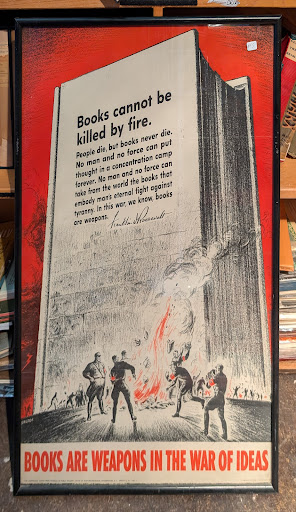 Books cannot be
killed by fire.
People die, but books never die.
No man and no force can put
thought in a concentration camp
forever. No man and no force can
take from the world the books that
embody man's eternal fight against
tyranny. In this war, we know, books
are weapons.
Franklin D Roosevelt
BOOKS ARE WEAPONS IN THE WAR OF IDEAS